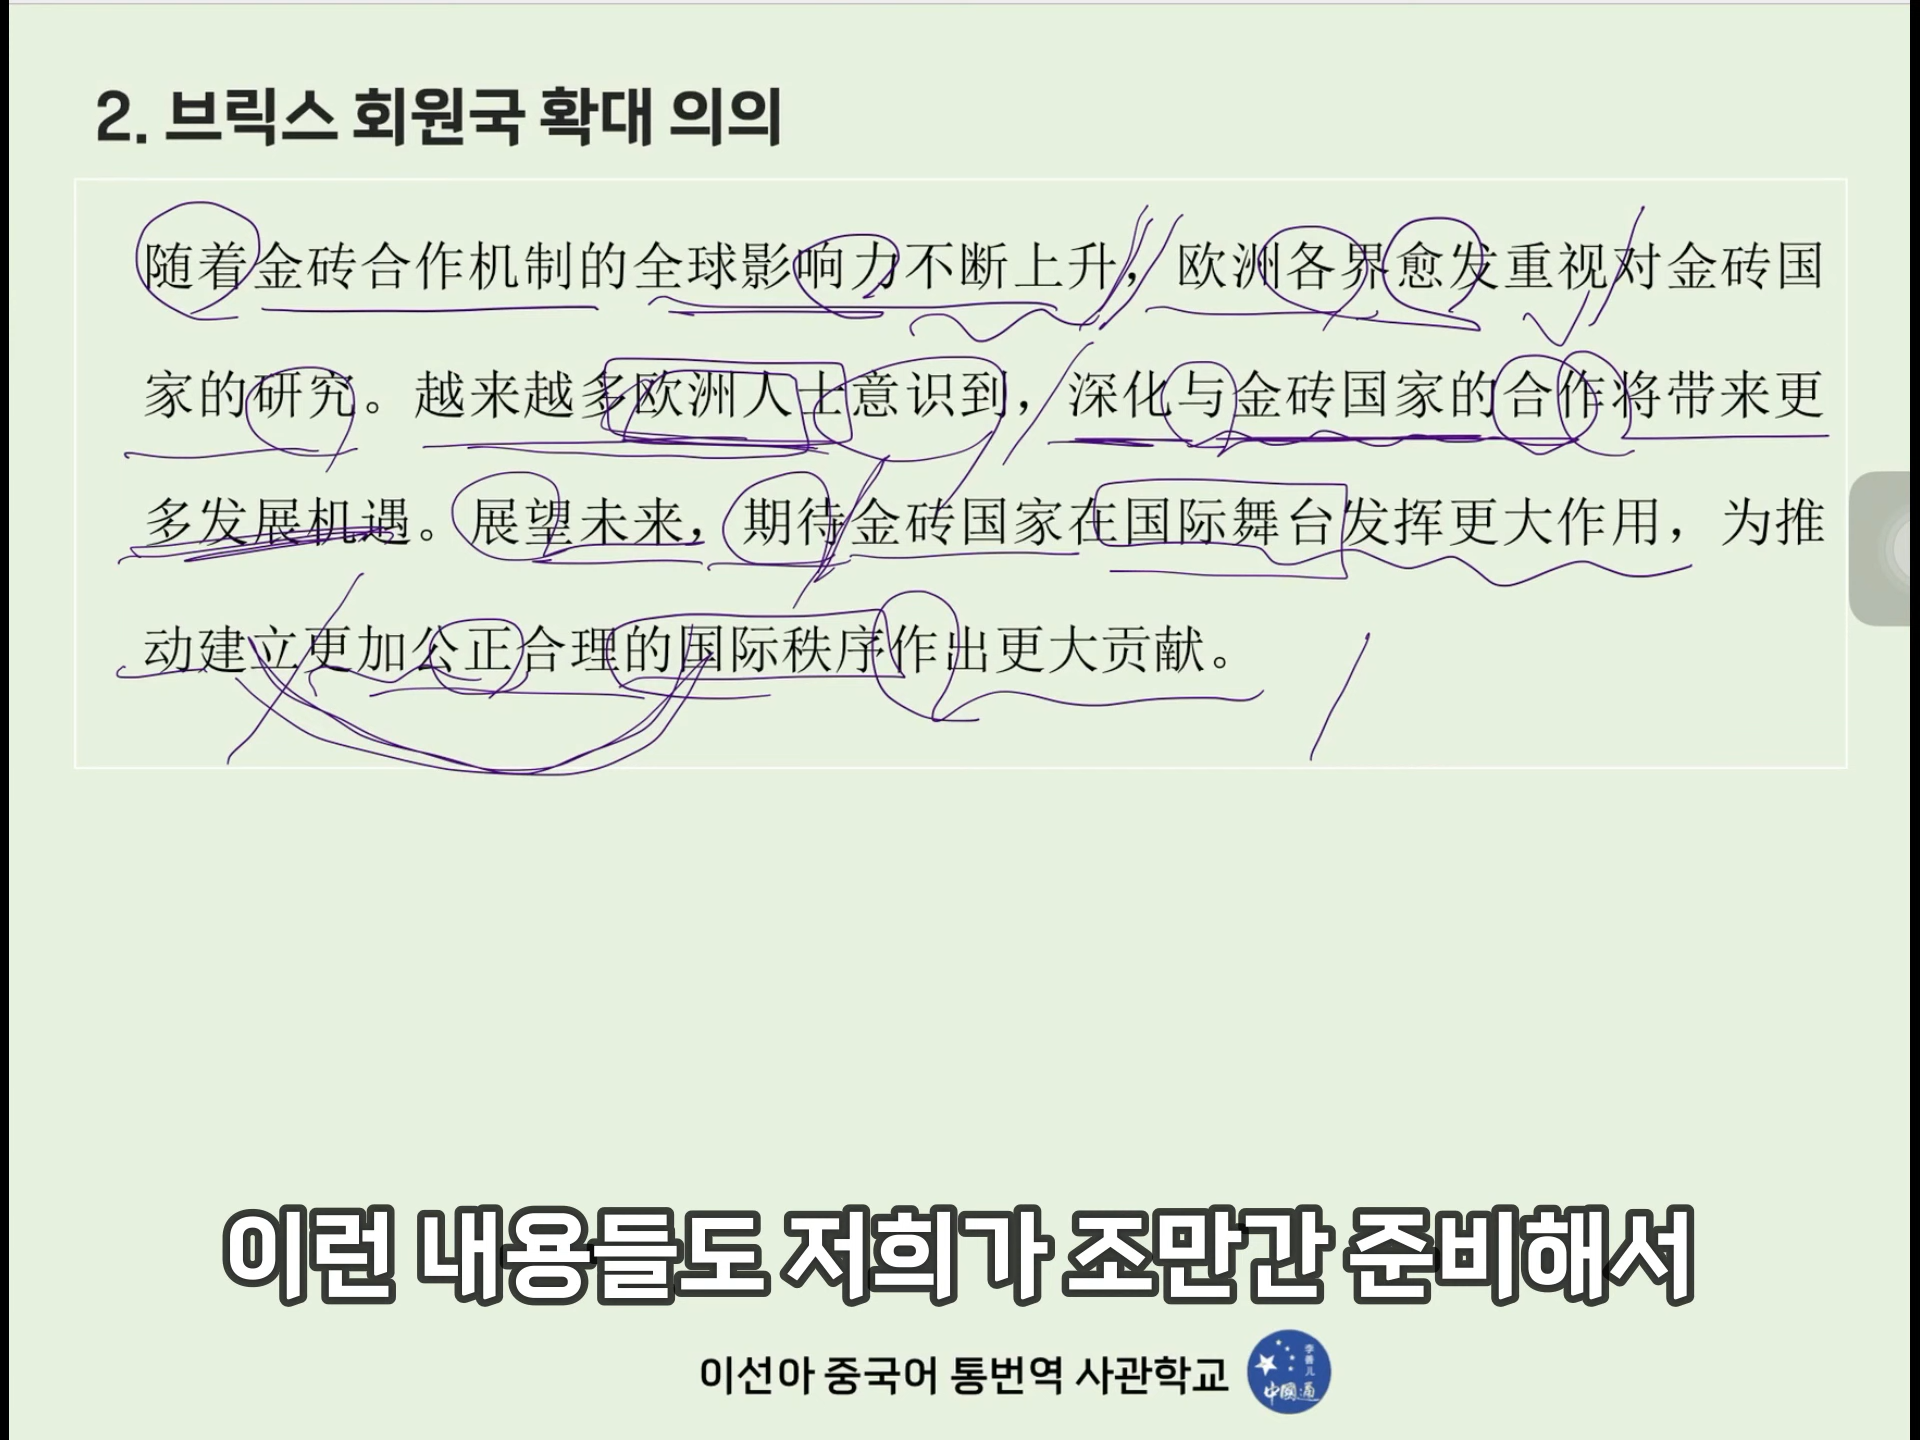 2. 브릭스 회원국 확대 의의
随着金砖合作机制的全球影响力不断上升，欧洲各界愈发重视对金砖国
家的研究。越来越多欧洲人士意识到，深化与金砖国家的合作将带来更
多发展机遇。展望未来，期待金砖国家在国际舞台发挥更大作用，为推
动建立更加公正合理的国际秩序作出更大贡献。
이런 내용들도 저희가 조만간 준비해서
이선아 중국어 통번역 사관학교
李善儿
中國通